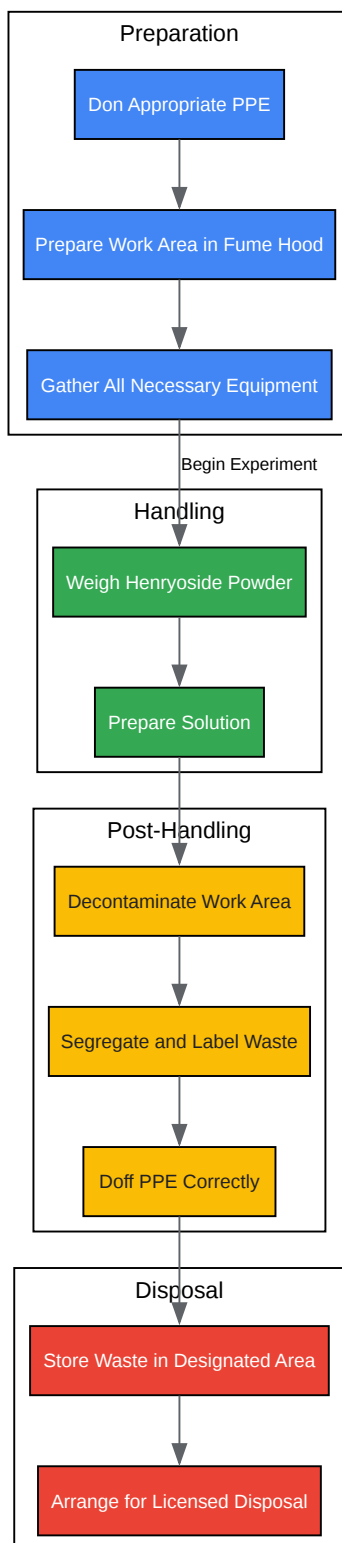 Preparation
Don Appropriate PPE
Prepare Work Area in Fume Hood
Gather All Necessary Equipment
Begin Experiment
Handling
Weigh Henryoside Powder
Prepare Solution
Post-Handling
Decontaminate Work Area
Segregate and Label Waste
Doff PPE Correctly
Disposal
Store Waste in Designated Area
Arrange for Licensed Disposal